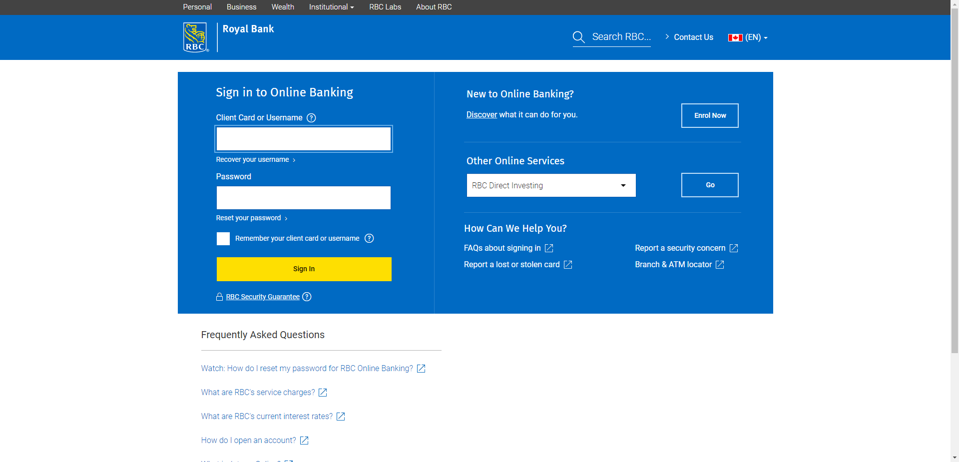 Personal Business Wealth Institutional RBC Labs About RBC
RBC
Royal Bank
Search RBC...
Contact Us
(EN)
Sign in to Online Banking
Client Card or Username ?
Recover your username
Password
Reset your password
Remember your client card or username ?
Sign In
RBC Security Guarantee ?
New to Online Banking?
Discover what it can do for you.
Enrol Now
Other Online Services
RBC Direct Investing
Go
How Can We Help You?
FAQs about signing in
Report a security concern
Report a lost or stolen card
Branch & ATM locator
Frequently Asked Questions
Watch: How do I reset my password for RBC Online Banking?
What are RBC's service charges?
What are RBC's current interest rates?
How do I open an account?